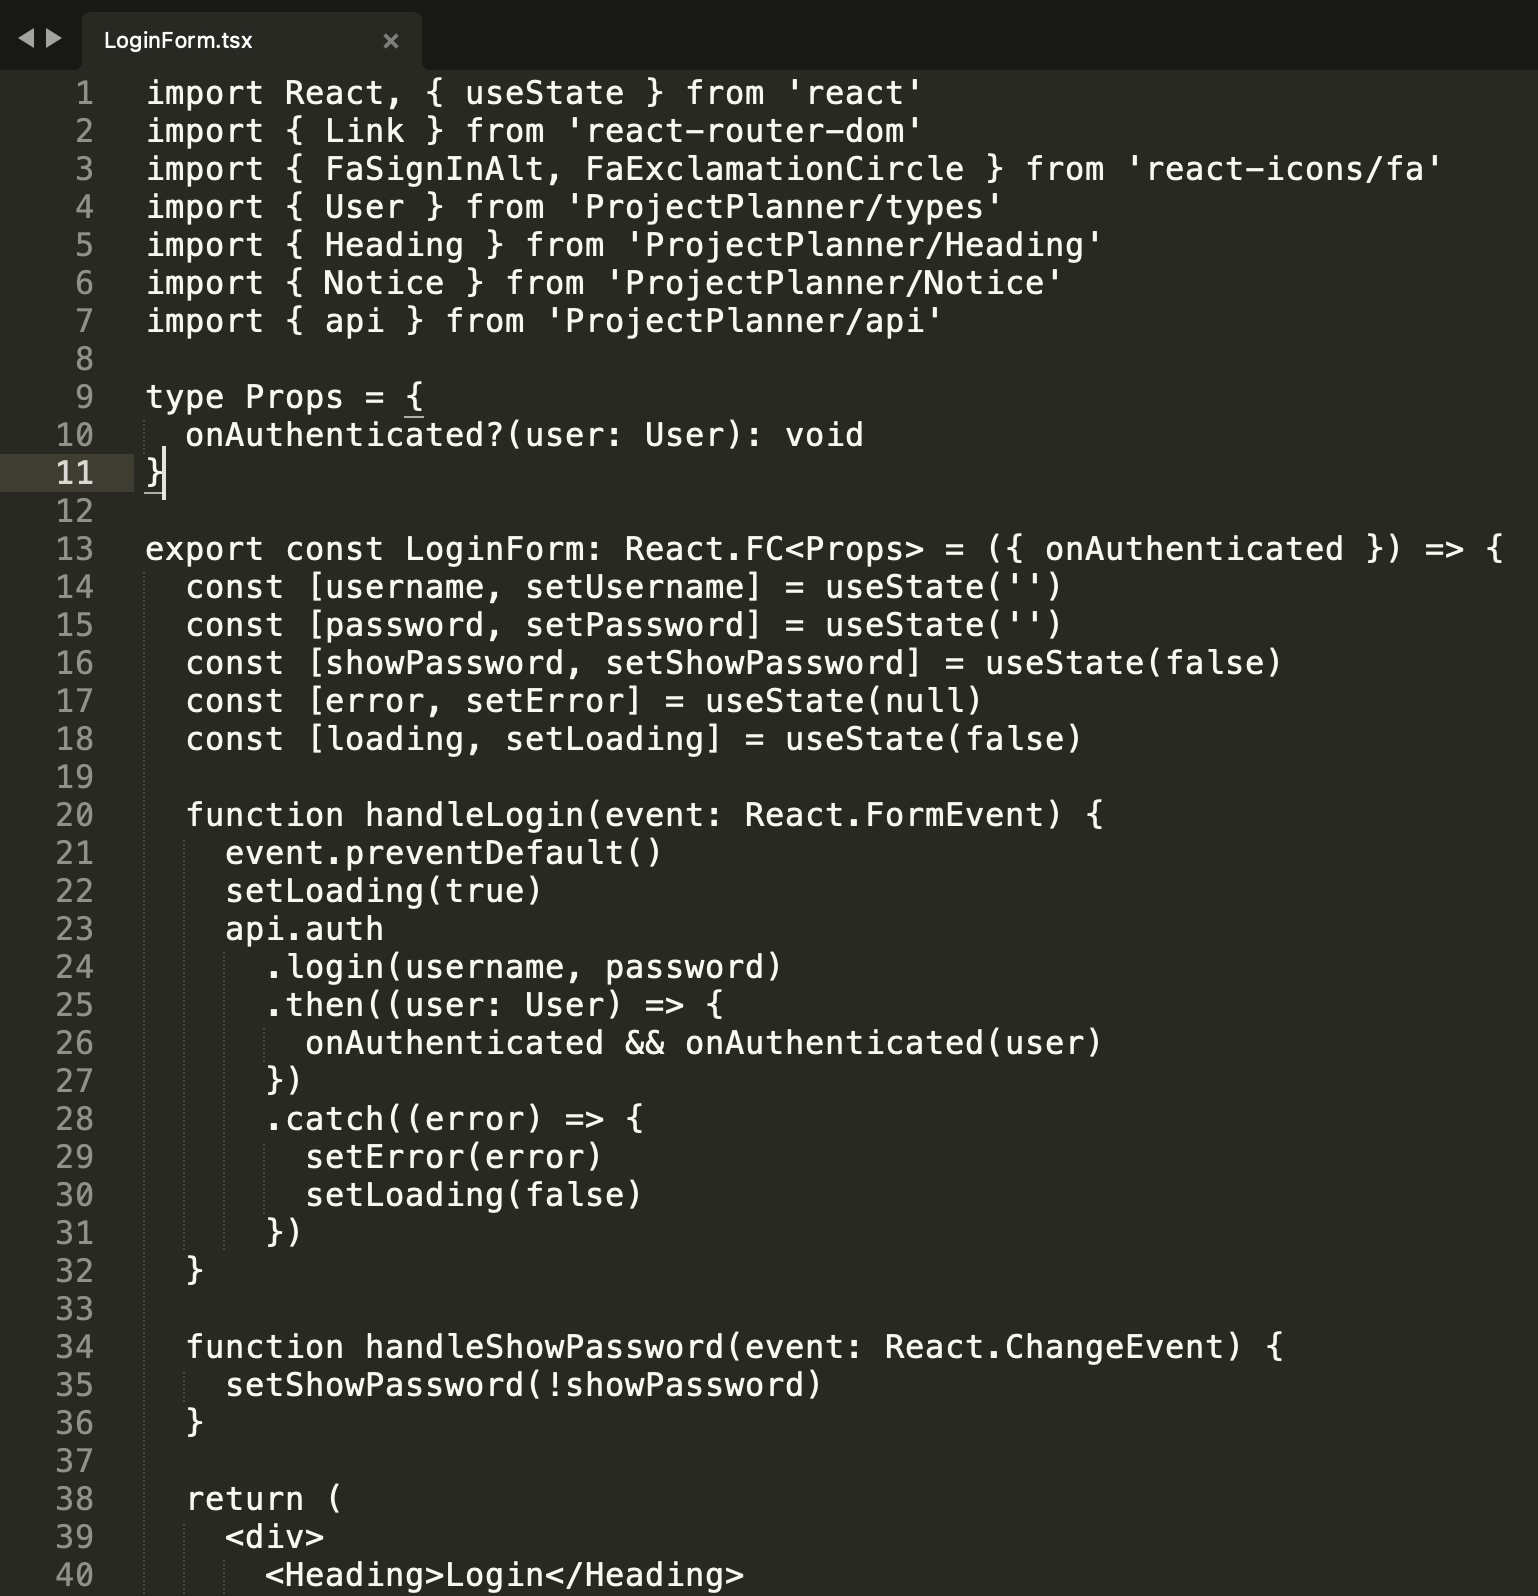 LoginForm.tsx ×
1 import React, { useState } from 'react'
2 import { Link } from 'react-router-dom'
3 import { FaSignInAlt, FaExclamationCircle } from 'react-icons/fa'
4 import { User } from 'ProjectPlanner/types'
5 import { Heading } from 'ProjectPlanner/Heading'
6 import { Notice } from 'ProjectPlanner/Notice'
7 import { api } from 'ProjectPlanner/api'
8
9 type Props = {
10   onAuthenticated?(user: User): void
11 }
12
13 export const LoginForm: React.FC<Props> = ({ onAuthenticated }) => {
14   const [username, setUsername] = useState('')
15   const [password, setPassword] = useState('')
16   const [showPassword, setShowPassword] = useState(false)
17   const [error, setError] = useState(null)
18   const [loading, setLoading] = useState(false)
19
20   function handleLogin(event: React.FormEvent) {
21     event.preventDefault()
22     setLoading(true)
23     api.auth
24       .login(username, password)
25       .then((user: User) => {
26         onAuthenticated && onAuthenticated(user)
27       })
28       .catch((error) => {
29         setError(error)
30         setLoading(false)
31       })
32   }
33
34   function handleShowPassword(event: React.ChangeEvent) {
35     setShowPassword(!showPassword)
36   }
37
38   return (
39     <div>
40       <Heading>Login</Heading>